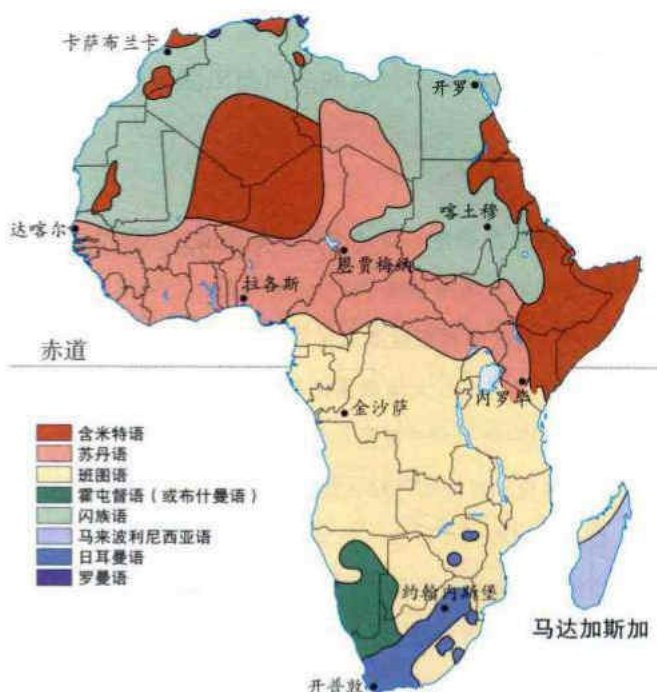 卡萨布兰卡
开罗
喀土穆
达喀尔
恩贾梅纳
拉各斯
赤道
内罗毕
金沙萨
含米特语
苏丹语
班图语
霍屯督语（或布什曼语）
闪族语
马来波利尼西亚语
日耳曼语
罗曼语
约翰内斯堡
马达加斯加
开普敦